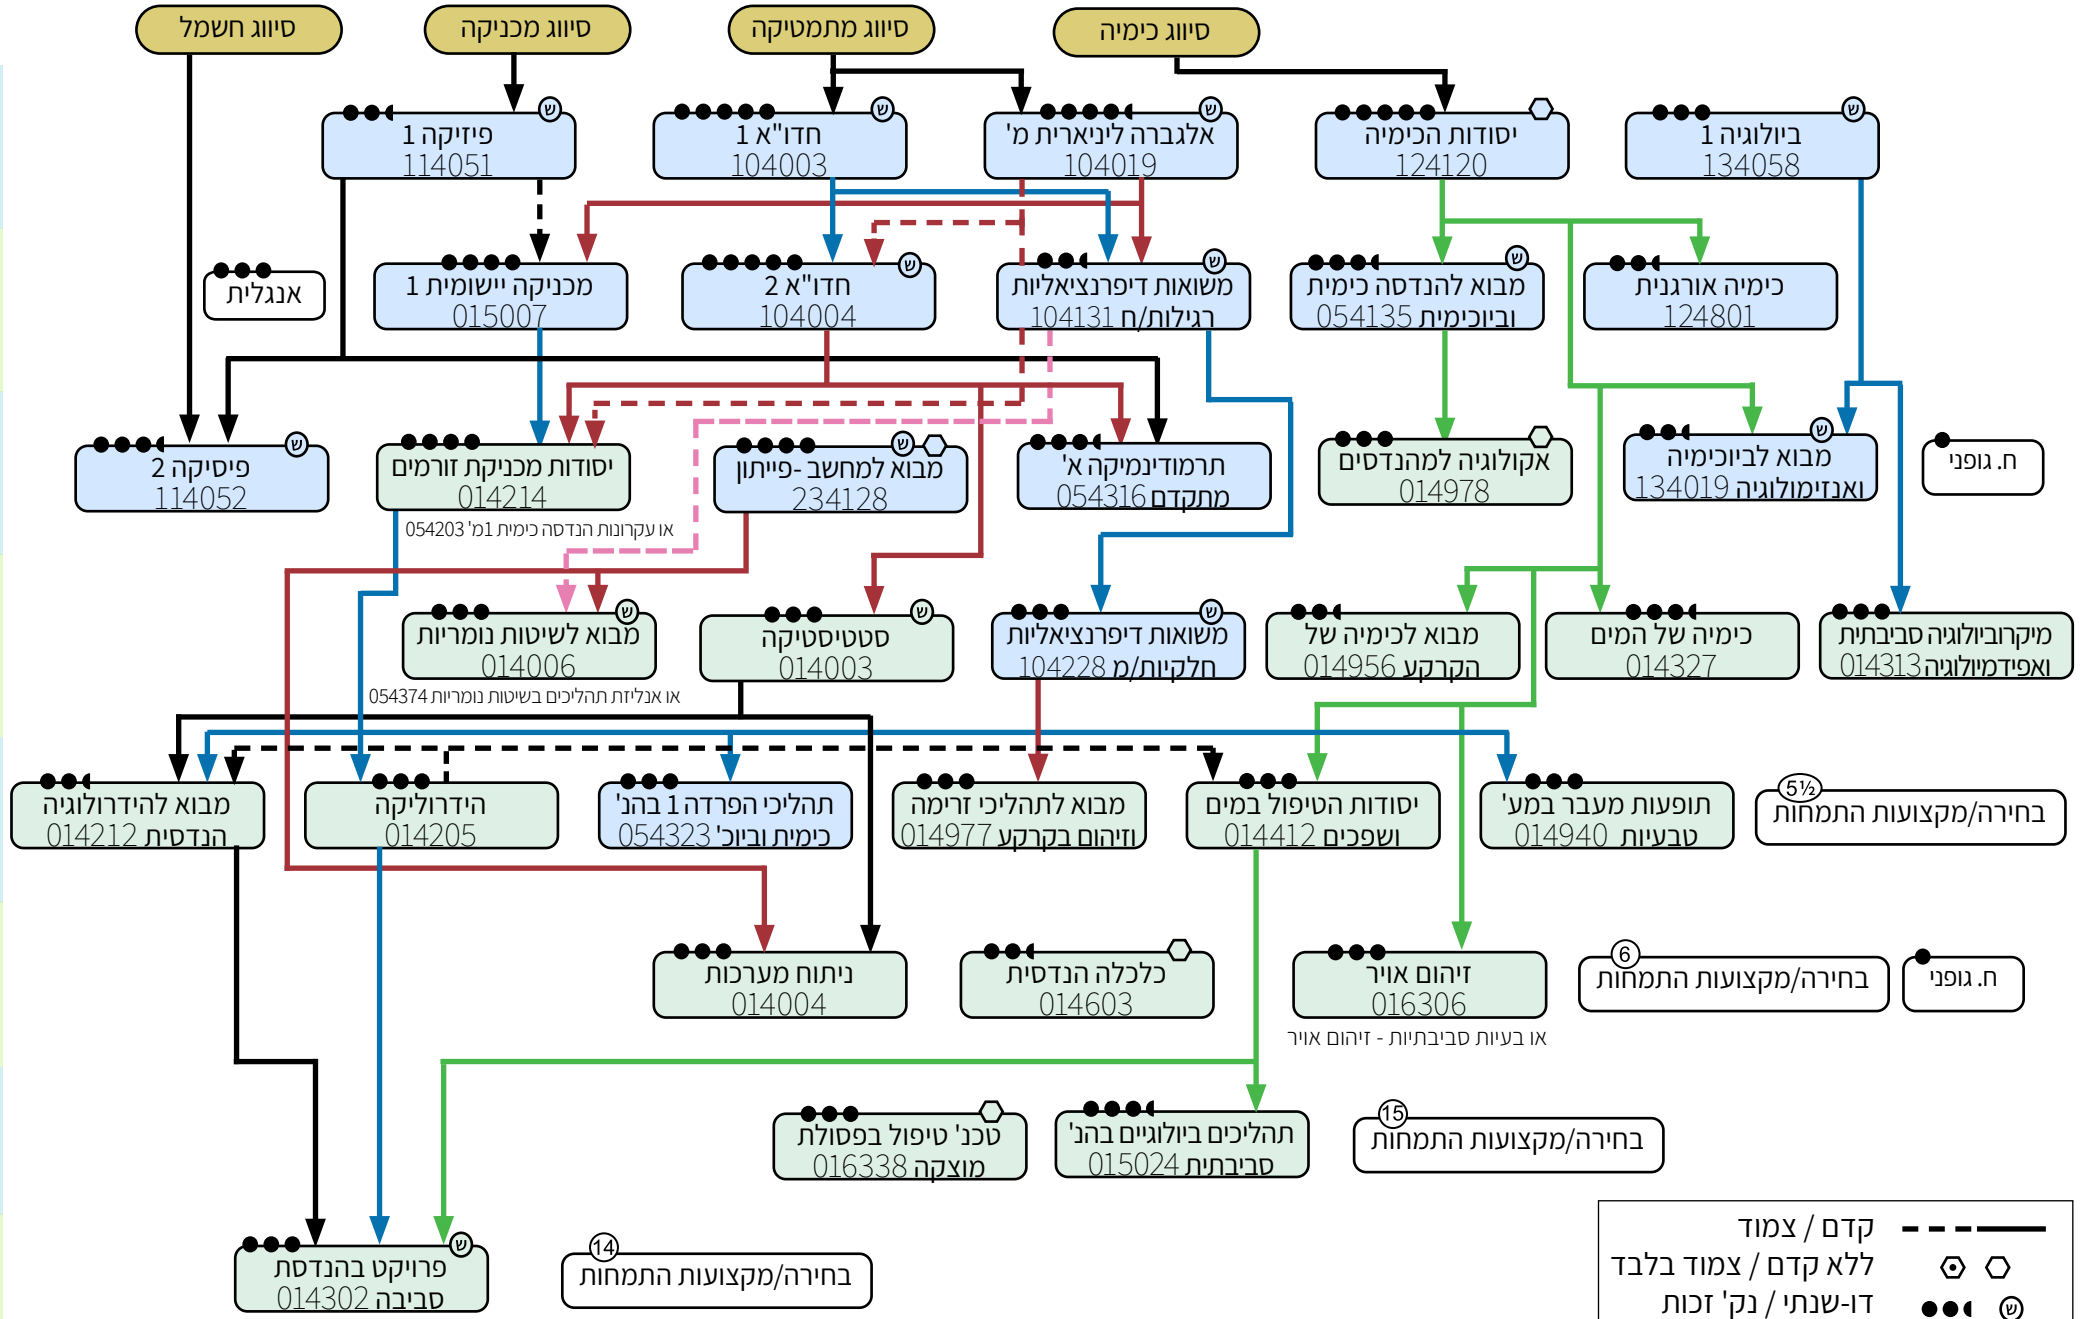 סיווג כימיה
סיווג מתמטיקה
סיווג מכניקה
סיווג חשמל
ביולוגיה 1
134058
ש
יסודות הכימיה
124120
אלגברה ליניארית מ'
104019
ש
חדו"א 1
104003
ש
פיזיקה 1
114051
ש
כימיה אורגנית
124801
מבוא להנדסה כימית
וביוכימית 054135
ש
משואות דיפרנציאליות
רגילות/ח 104131
ש
חדו"א 2
104004
ש
מכניקה יישומית 1
015007
אנגלית
ח. גופני
מבוא לביוכימיה
ואנזימולוגיה 134019
ש
אקולוגיה למהנדסים
014978
תרמודינמיקה א'
מתקדם 054316
מבוא למחשב -פייתון
234128
ש
יסודות מכניקת זורמים
014214
או עקרונות הנדסה כימית 1מ' 054203
פיסיקה 2
114052
ש
מיקרוביולוגיה סביבתית
ואפידמיולוגיה 014313
כימיה של המים
014327
מבוא לכימיה של
הקרקע 014956
משואות דיפרנציאליות
חלקיות/מ 104228
ש
סטטיסטיקה
014003
ש
מבוא לשיטות נומריות
014006
ש
או אנליזת תהליכים בשיטות נומריות 054374
5½
בחירה/מקצועות התמחות
תופעות מעבר במע'
טבעיות 014940
יסודות הטיפול במים
ושפכים 014412
מבוא לתהליכי זרימה
וזיהום בקרקע 014977
תהליכי הפרדה 1 בהנ'
כימית וביוכ' 054323
הידרוליקה
014205
מבוא להידרולוגיה
הנדסית 014212
ח. גופני
6
בחירה/מקצועות התמחות
זיהום אויר
016306
או בעיות סביבתיות - זיהום אויר
כלכלה הנדסית
014603
ניתוח מערכות
014004
15
בחירה/מקצועות התמחות
תהליכים ביולוגיים בהנ'
סביבתית 015024
טכנ' טיפול בפסולת
מוצקה 016338
14
בחירה/מקצועות התמחות
פרויקט בהנדסת
סביבה 014302
ש
קדם / צמוד
ללא קדם / צמוד בלבד
דו-שנתי / נק' זכות
ש